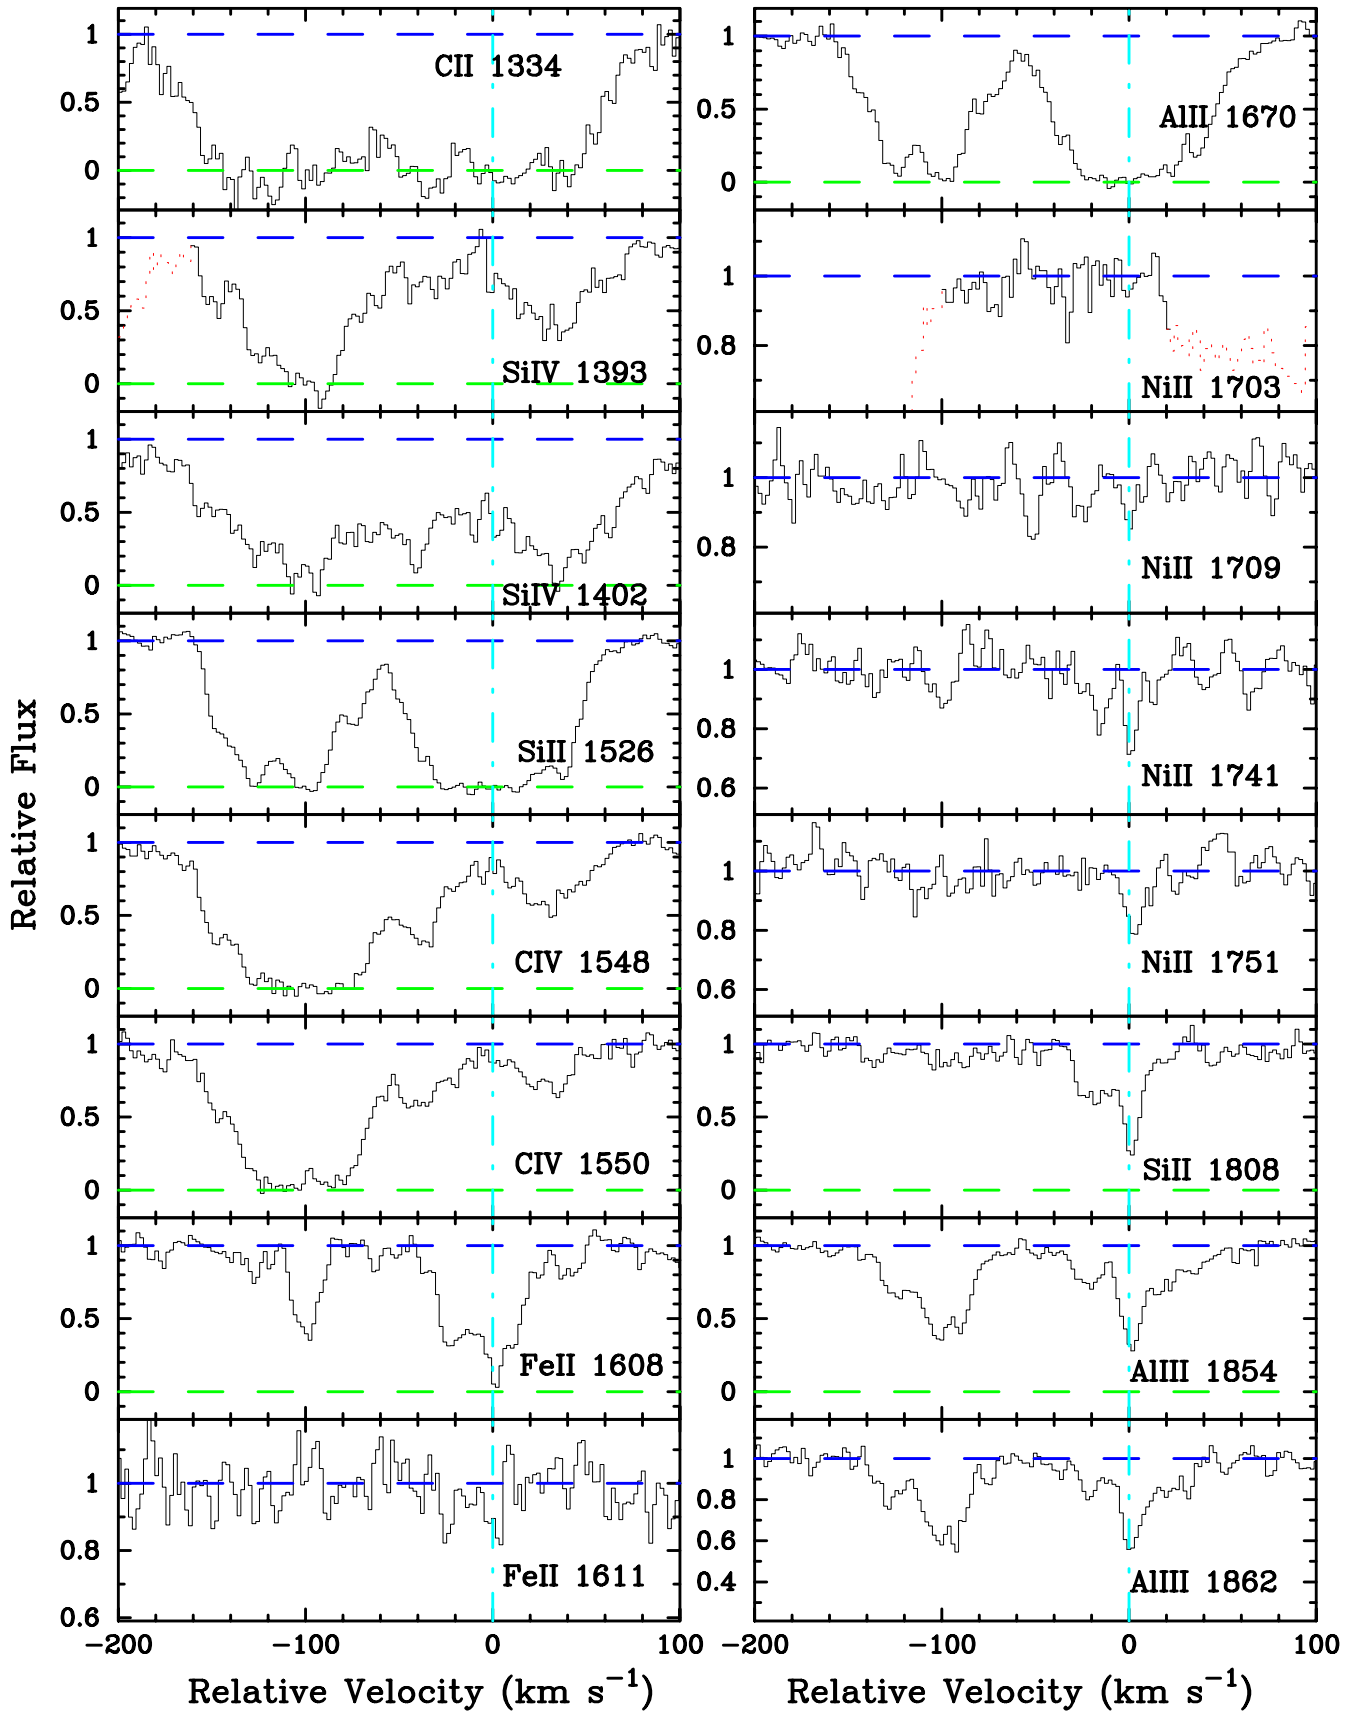 Relative Flux
1
0.5
0
CII 1334
1
0.5
0
SiIV 1393
1
0.5
0
SiIV 1402
1
0.5
0
SiII 1526
1
0.5
0
CIV 1548
1
0.5
0
CIV 1550
1
0.5
0
FeII 1608
1
0.8
0.6
FeII 1611
-200 -100 0 100
Relative Velocity (km s⁻¹)
1
0.5
0
AlII 1670
1
0.8
NiII 1703
1
0.8
NiII 1709
1
0.8
0.6
NiII 1741
1
0.8
0.6
NiII 1751
1
0.5
0
SiII 1808
1
0.5
0
AlIII 1854
1
0.8
0.6
0.4
AlIII 1862
-200 -100 0 100
Relative Velocity (km s⁻¹)